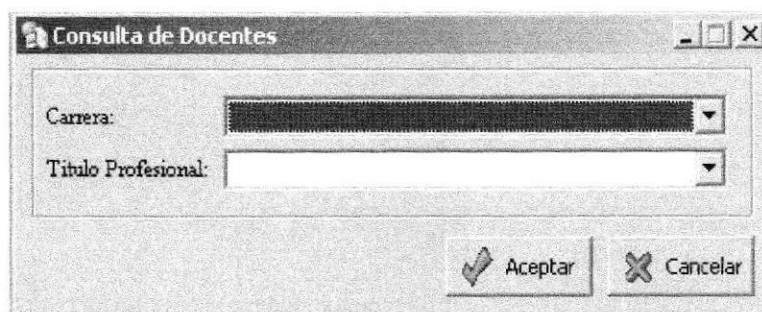 Consulta de Docentes
Carrera:
Titulo Profesional:
Aceptar
Cancelar